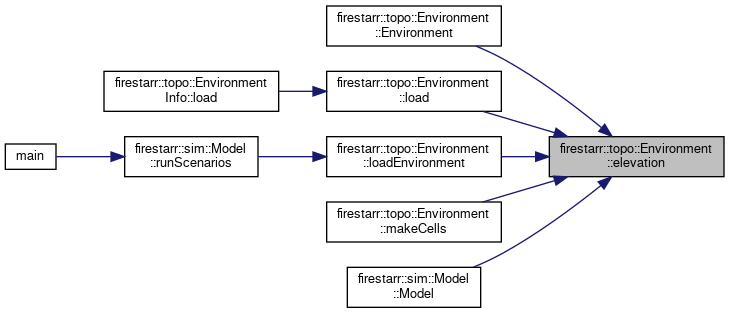 firestarr::topo::Environment
::Environment
firestarr::topo::Environment
Info::load
firestarr::topo::Environment
::load
main
firestarr::sim::Model
::runScenarios
firestarr::topo::Environment
::loadEnvironment
firestarr::topo::Environment
::elevation
firestarr::topo::Environment
::makeCells
firestarr::sim::Model
::Model